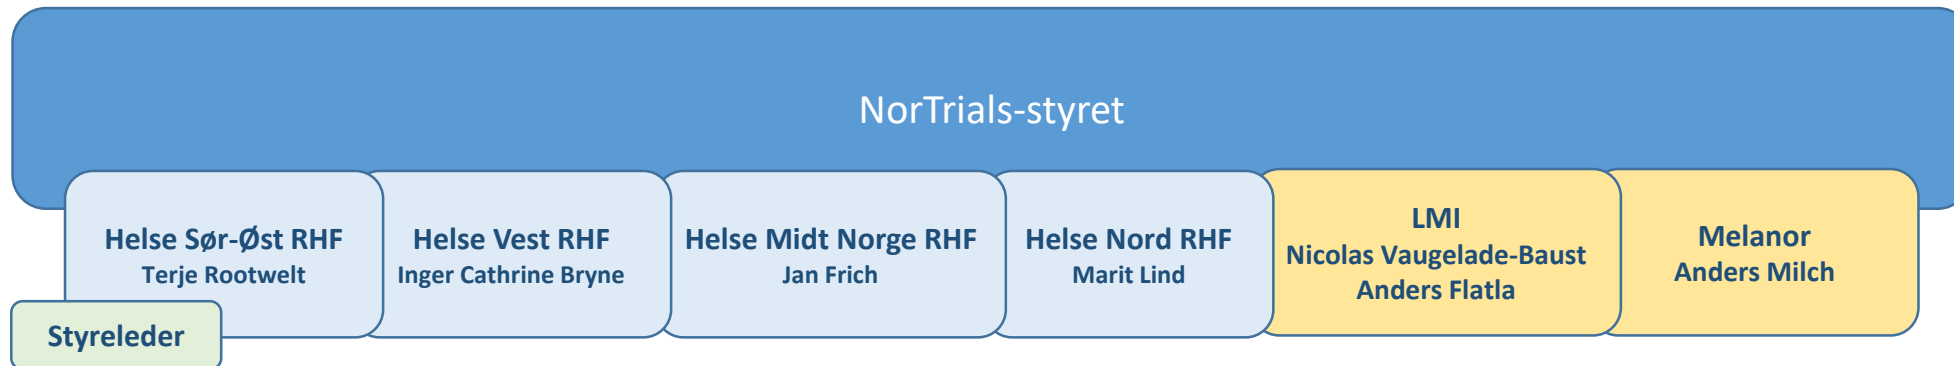 NorTrials-styret
Helse Sør-Øst RHF
Terje Rootwelt
Styreleder
Helse Vest RHF
Inger Cathrine Bryne
Helse Midt Norge RHF
Jan Frich
Helse Nord RHF
Marit Lind
LMI
Nicolas Vaugelade-Baust
Anders Flatla
Melanor
Anders Milch